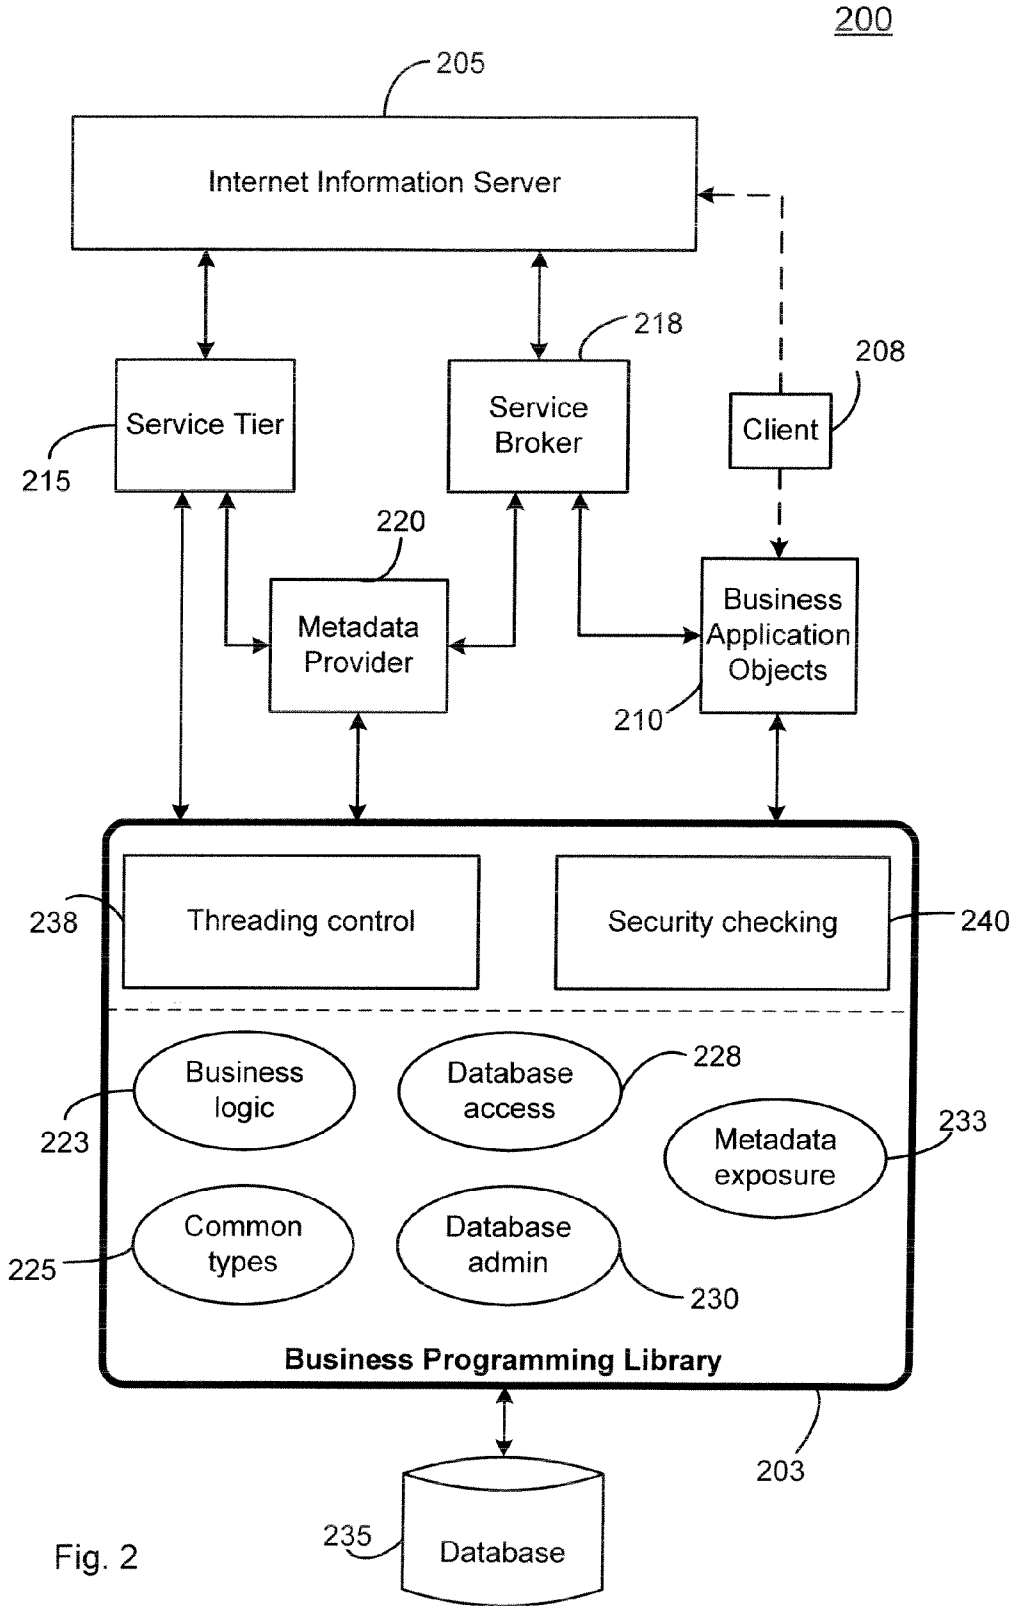 200
205
Internet Information Server
218
208
Service Tier
Service
Broker
Client
215
220
Metadata
Provider
Business
Application
Objects
210
238
Threading control
Security checking
240
Business
logic
Database
access
228
223
Metadata
exposure
233
Common
types
Database
admin
225
230
Business Programming Library
203
235
Database
Fig. 2